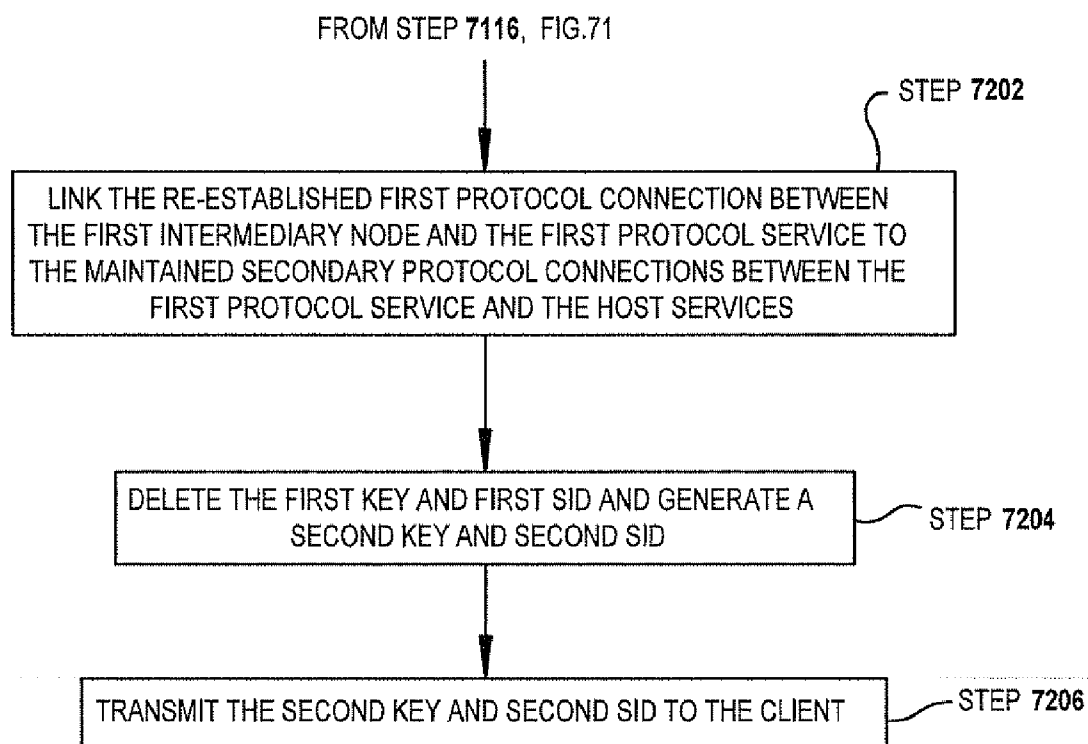 FROM STEP 7116, FIG.71
STEP 7202
LINK THE RE-ESTABLISHED FIRST PROTOCOL CONNECTION BETWEEN
THE FIRST INTERMEDIARY NODE AND THE FIRST PROTOCOL SERVICE TO
THE MAINTAINED SECONDARY PROTOCOL CONNECTIONS BETWEEN THE
FIRST PROTOCOL SERVICE AND THE HOST SERVICES
DELETE THE FIRST KEY AND FIRST SID AND GENERATE A
SECOND KEY AND SECOND SID
STEP 7204
TRANSMIT THE SECOND KEY AND SECOND SID TO THE CLIENT
STEP 7206